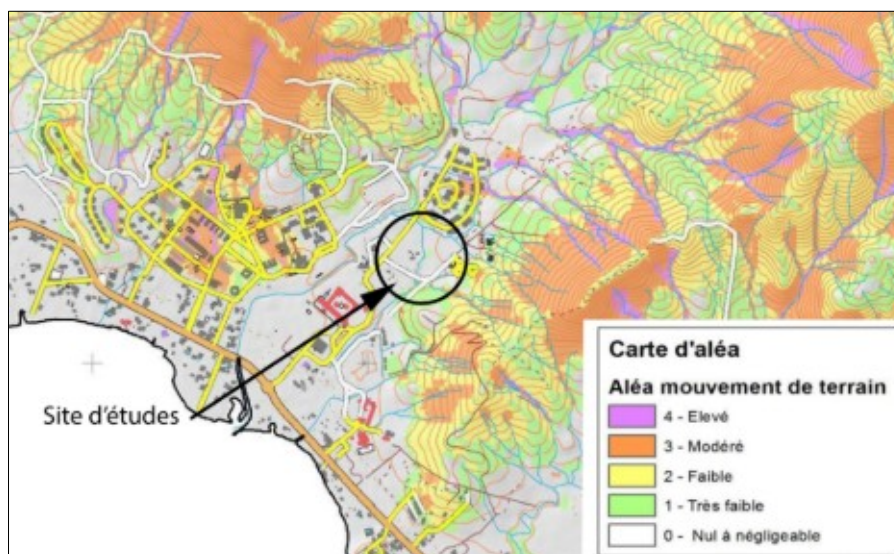 Site d'études
Carte d'aléa
Aléa mouvement de terrain
4 - Elevé
3 - Modéré
2 - Faible
1 - Très faible
0 - Nul à négligeable